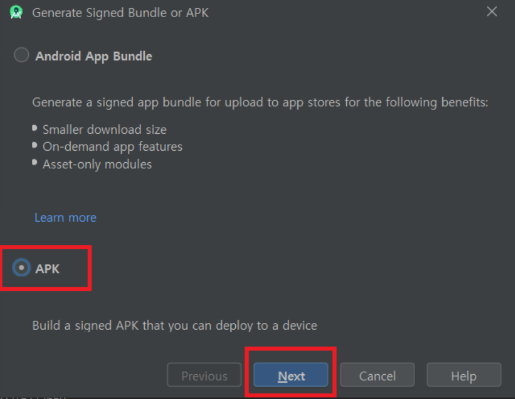 Generate Signed Bundle or APK
Android App Bundle
Generate a signed app bundle for upload to app stores for the following benefits:
Smaller download size
On-demand app features
Asset-only modules
Learn more
APK
Build a signed APK that you can deploy to a device
Previous
Next
Cancel
Help